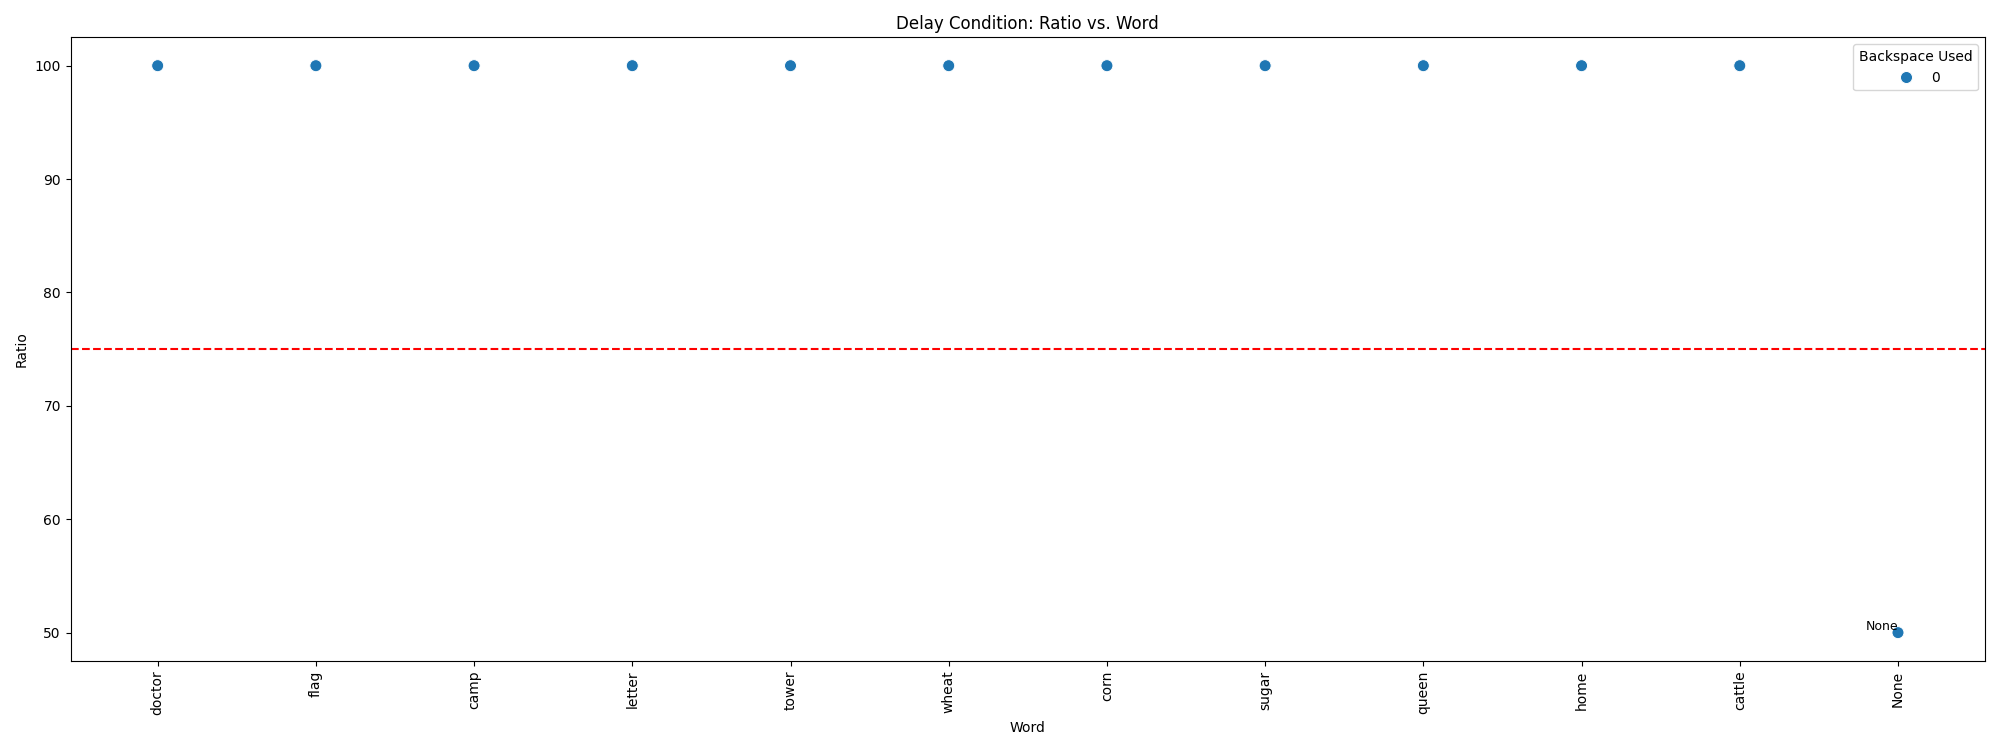 Delay Condition: Ratio vs. Word
Backspace Used
0
100
90
80
70
60
50
Ratio
None
doctor
flag
camp
letter
tower
wheat
corn
sugar
queen
home
cattle
None
Word